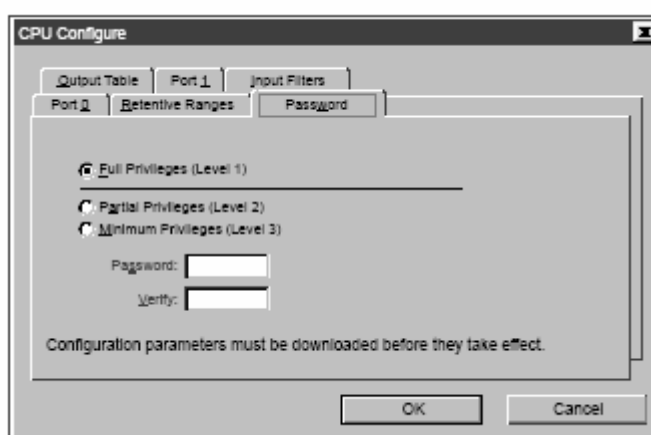 CPU Configure
Output Table Port 1 Input Filters
Port 0 Retentive Ranges Password
Full Privileges (Level 1)
Partial Privileges (Level 2)
Minimum Privileges (Level 3)
Password:
Verify:
Configuration parameters must be downloaded before they take effect.
OK Cancel